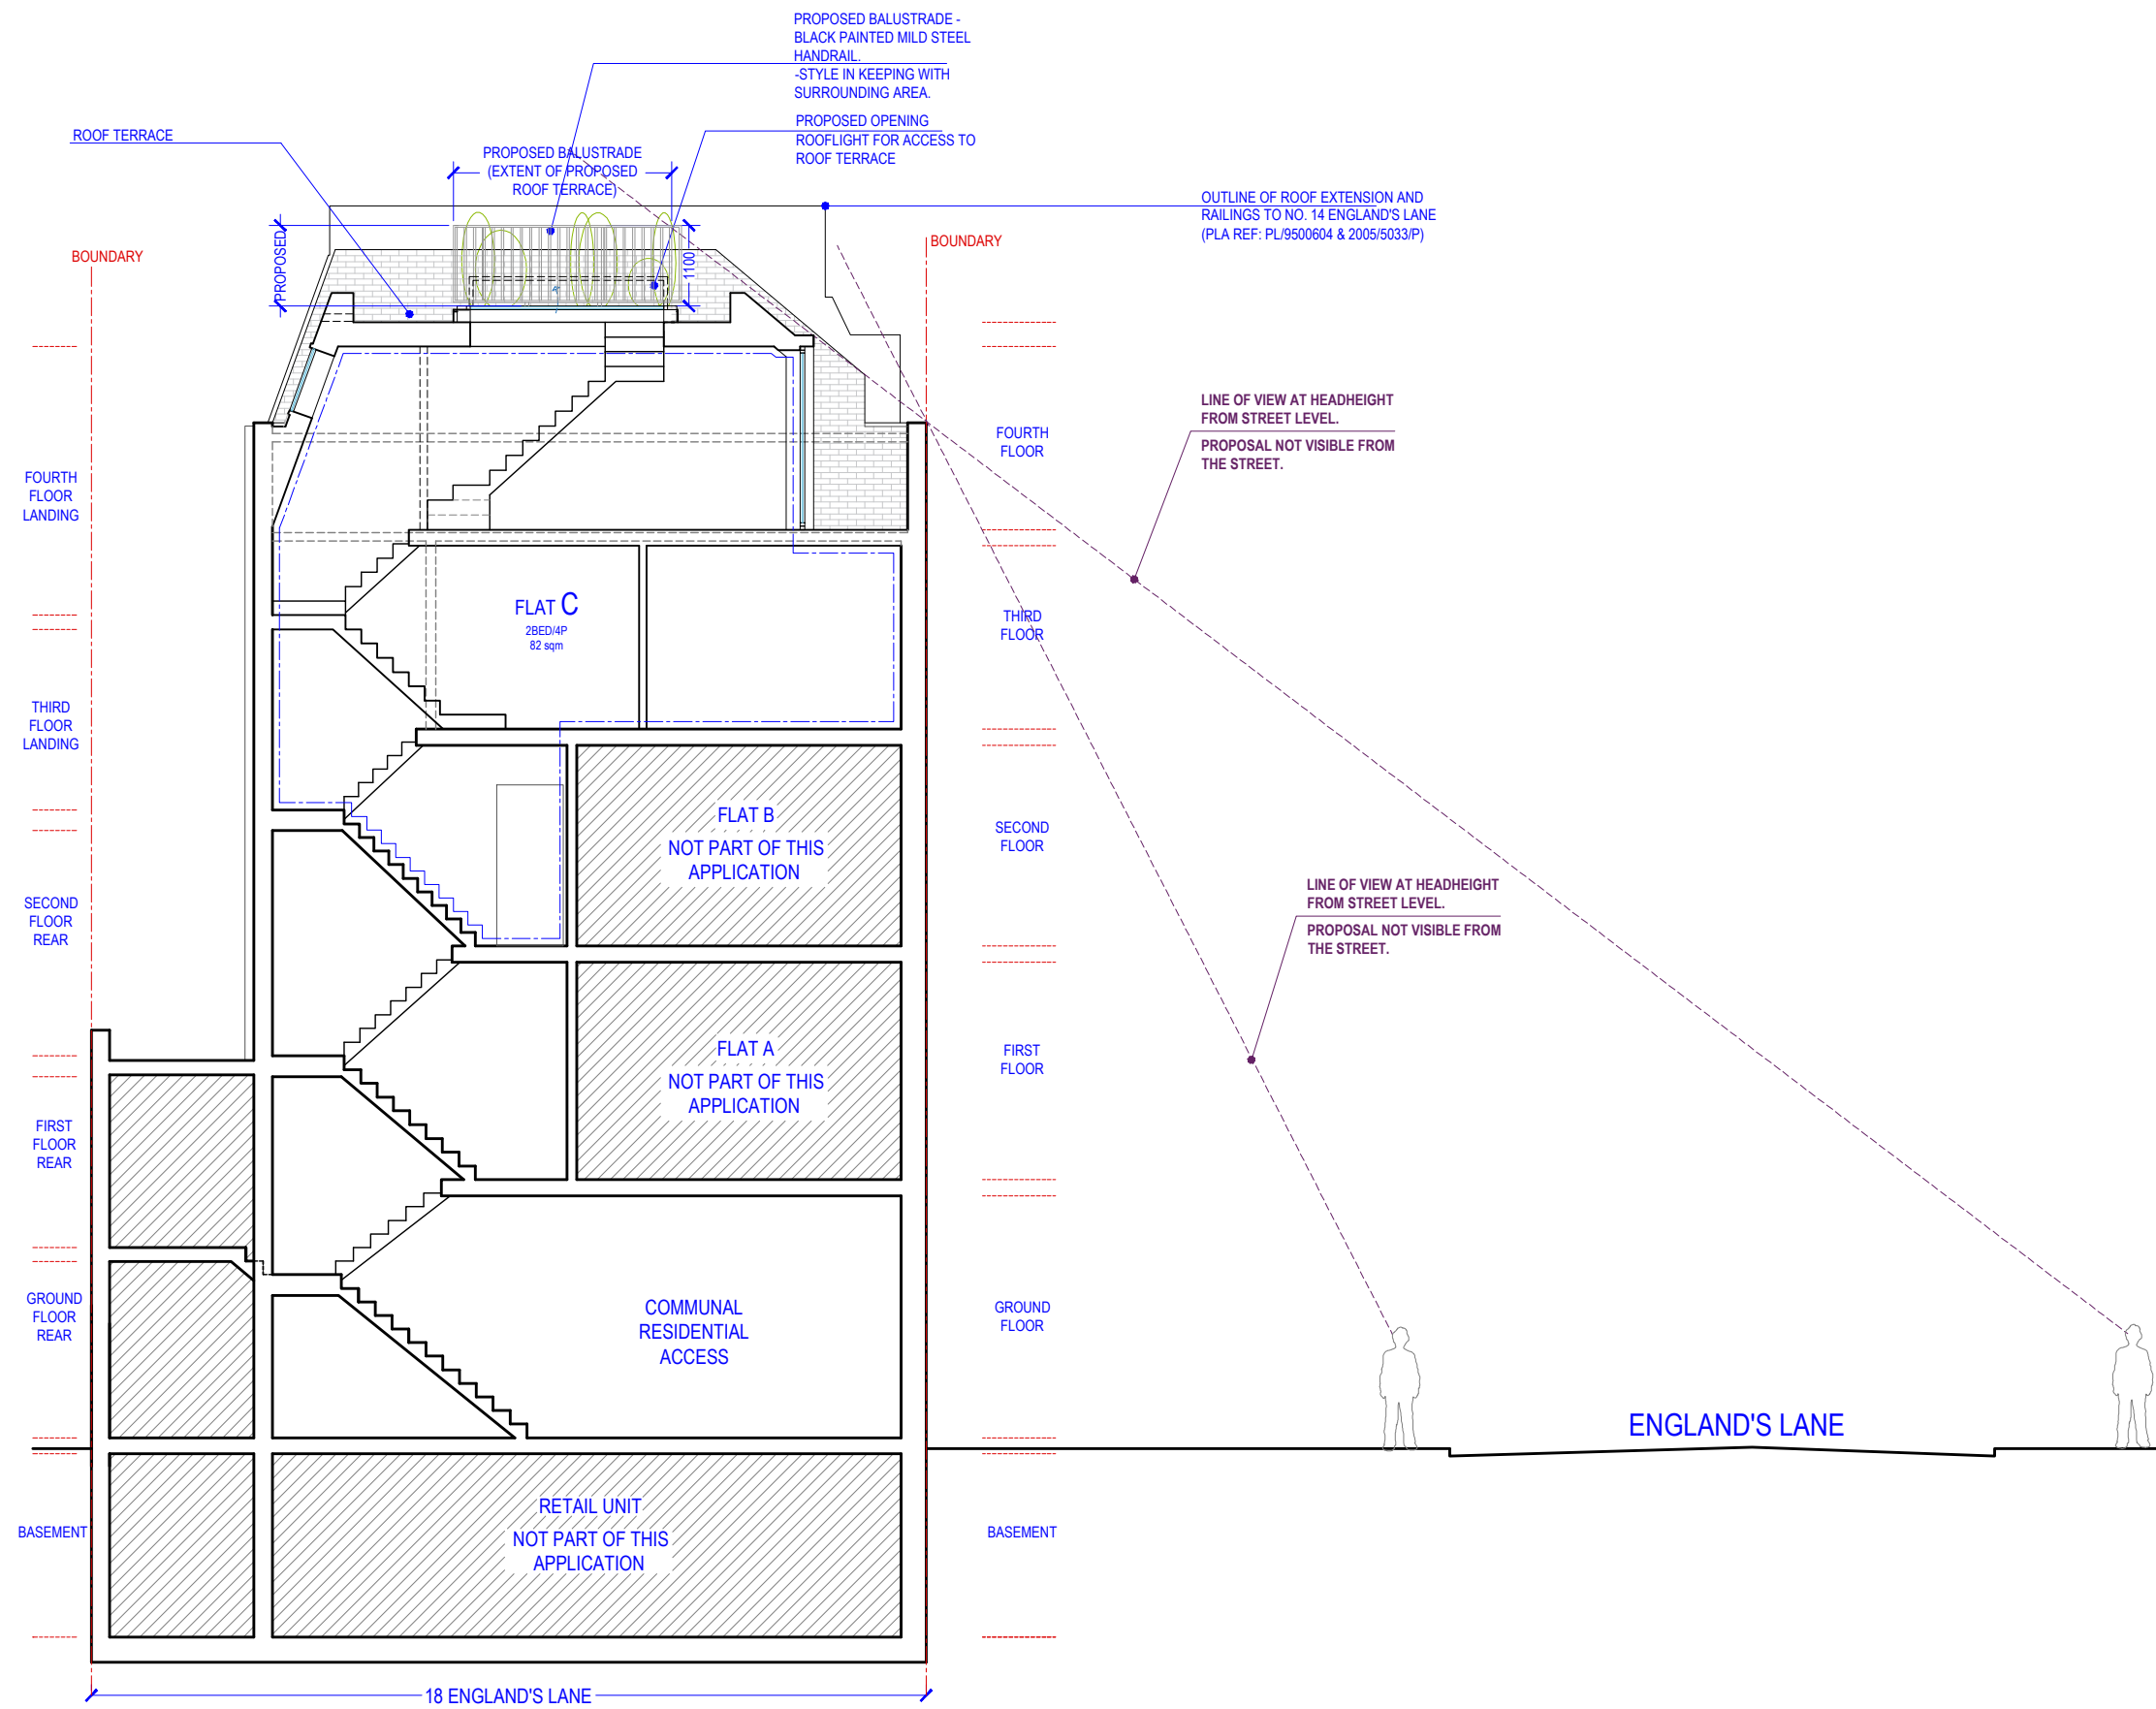 PROPOSED BALUSTRADE -
BLACK PAINTED MILD STEEL
HANDRAIL.
-STYLE IN KEEPING WITH
SURROUNDING AREA.
PROPOSED OPENING
ROOFLIGHT FOR ACCESS TO
ROOF TERRACE
ROOF TERRACE
PROPOSED BALUSTRADE
(EXTENT OF PROPOSED
ROOF TERRACE)
OUTLINE OF ROOF EXTENSION AND
RAILINGS TO NO. 14 ENGLAND'S LANE
(PLA REF: PL/9500604 & 2005/5033/P)
BOUNDARY
BOUNDARY
PROPOSED
1100
LINE OF VIEW AT HEADHEIGHT
FROM STREET LEVEL.
PROPOSAL NOT VISIBLE FROM
THE STREET.
FOURTH
FLOOR
FOURTH
FLOOR
LANDING
FLAT C
2BED/4P
82 sqm
THIRD
FLOOR
THIRD
FLOOR
LANDING
FLAT B
NOT PART OF THIS
APPLICATION
SECOND
FLOOR
LINE OF VIEW AT HEADHEIGHT
FROM STREET LEVEL.
PROPOSAL NOT VISIBLE FROM
THE STREET.
SECOND
FLOOR
REAR
FLAT A
NOT PART OF THIS
APPLICATION
FIRST
FLOOR
FIRST
FLOOR
REAR
GROUND
FLOOR
REAR
COMMUNAL
RESIDENTIAL
ACCESS
GROUND
FLOOR
ENGLAND'S LANE
BASEMENT
RETAIL UNIT
NOT PART OF THIS
APPLICATION
BASEMENT
18 ENGLAND'S LANE